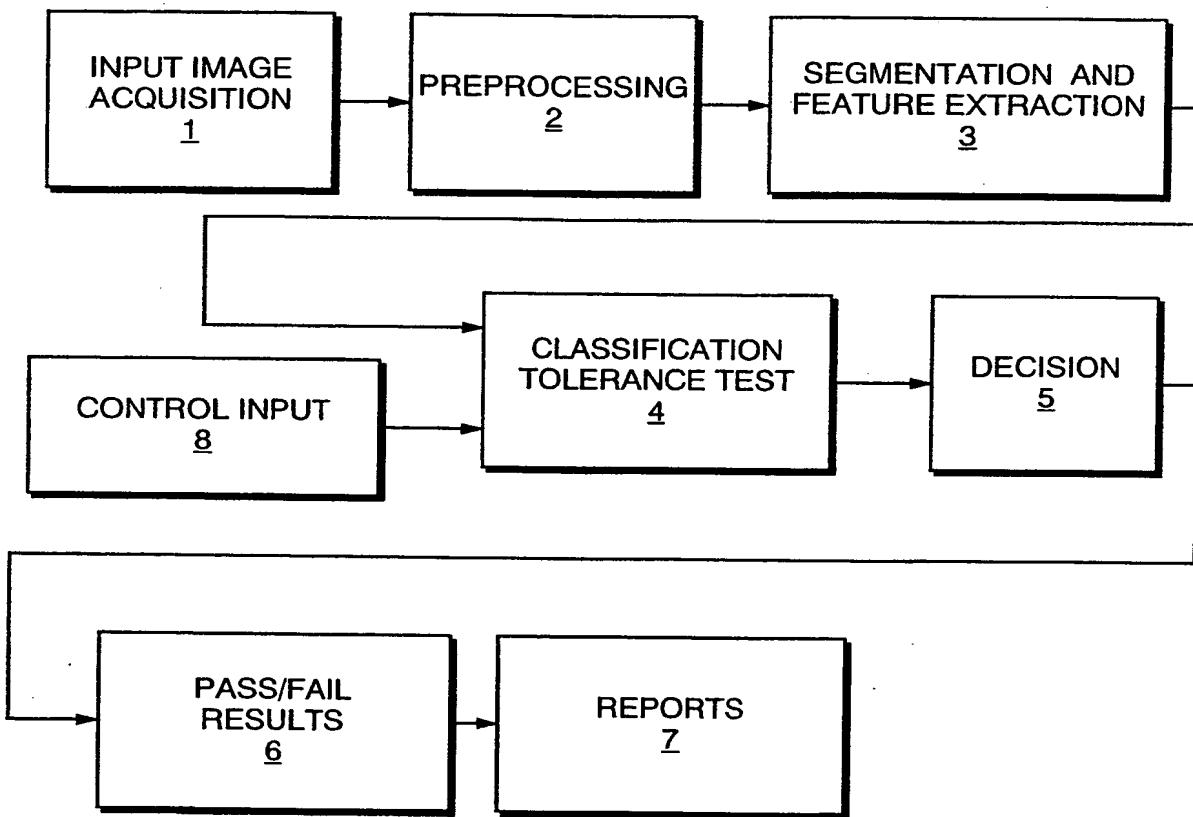 INPUT IMAGE
ACQUISITION
1
PREPROCESSING
2
SEGMENTATION AND
FEATURE EXTRACTION
3
CLASSIFICATION
TOLERANCE TEST
4
DECISION
5
CONTROL INPUT
8
PASS/FAIL
RESULTS
6
REPORTS
7